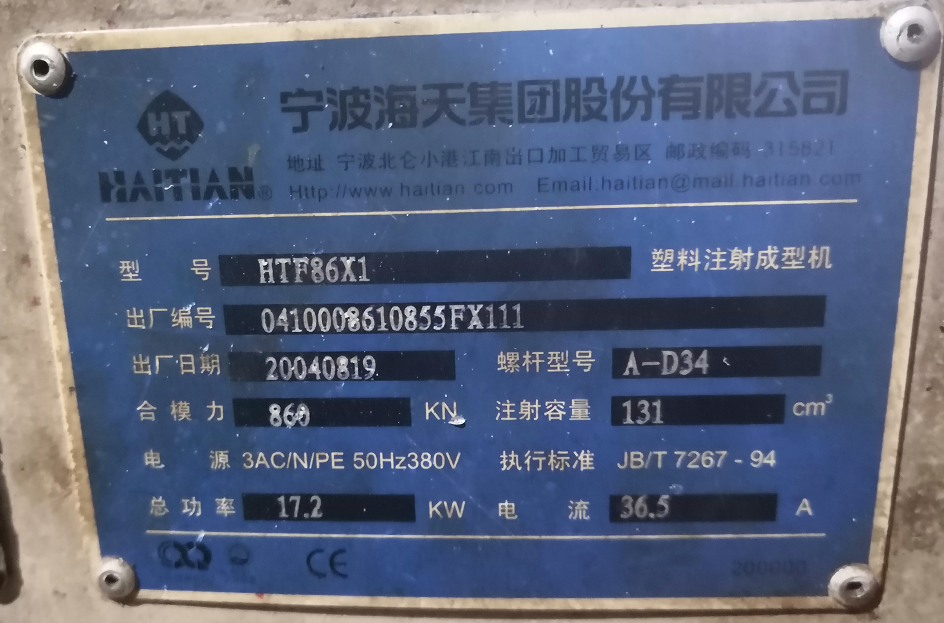 HT
HAITIAN®
宁波海天集团股份有限公司
地址 宁波北仑小港江南出口加工贸易区 邮政编码 315821
Http://www.haitian.com Email:haitian@mail.haitian.com
型号 HTF86X1 塑料注射成型机
出厂编号 0410008610855FX111
出厂日期 20040819 螺杆型号 A-D34
合模力 860 KN 注射容量 131 cm³
电源 3AC/N/PE 50Hz380V 执行标准 JB/T 7267-94
总功率 17.2 KW 电流 36.5 A
CE